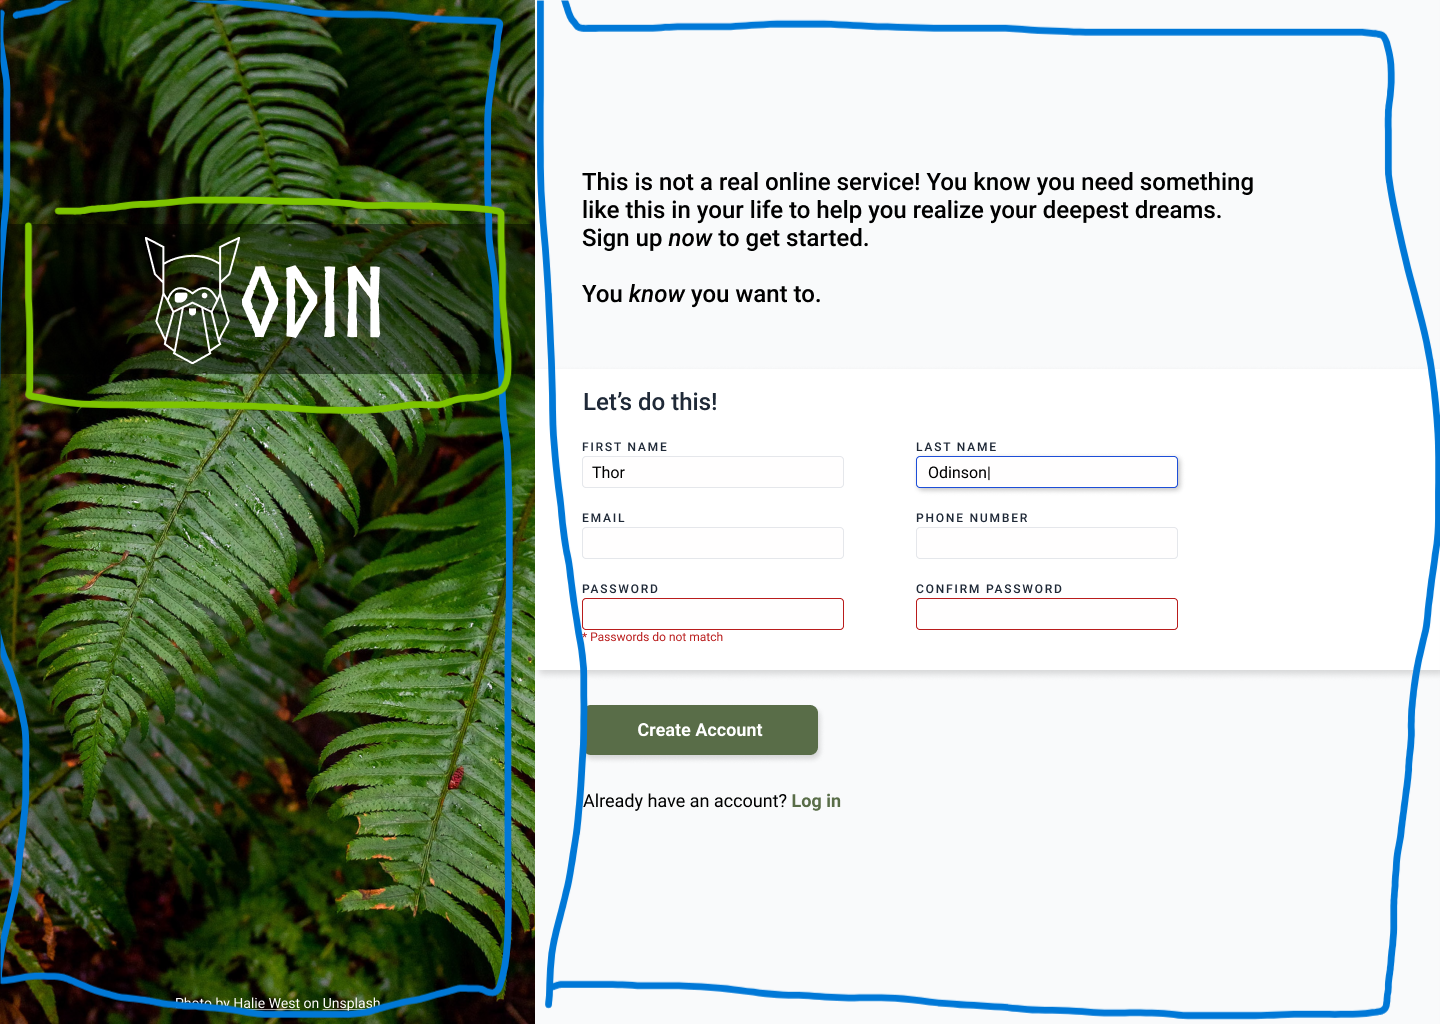 ODIN
Photo by Halie West on Unsplash
This is not a real online service! You know you need something
like this in your life to help you realize your deepest dreams.
Sign up now to get started.
You know you want to.
Let’s do this!
FIRST NAME
Thor
LAST NAME
Odinson|
EMAIL
PHONE NUMBER
PASSWORD
* Passwords do not match
CONFIRM PASSWORD
Create Account
Already have an account? Log in